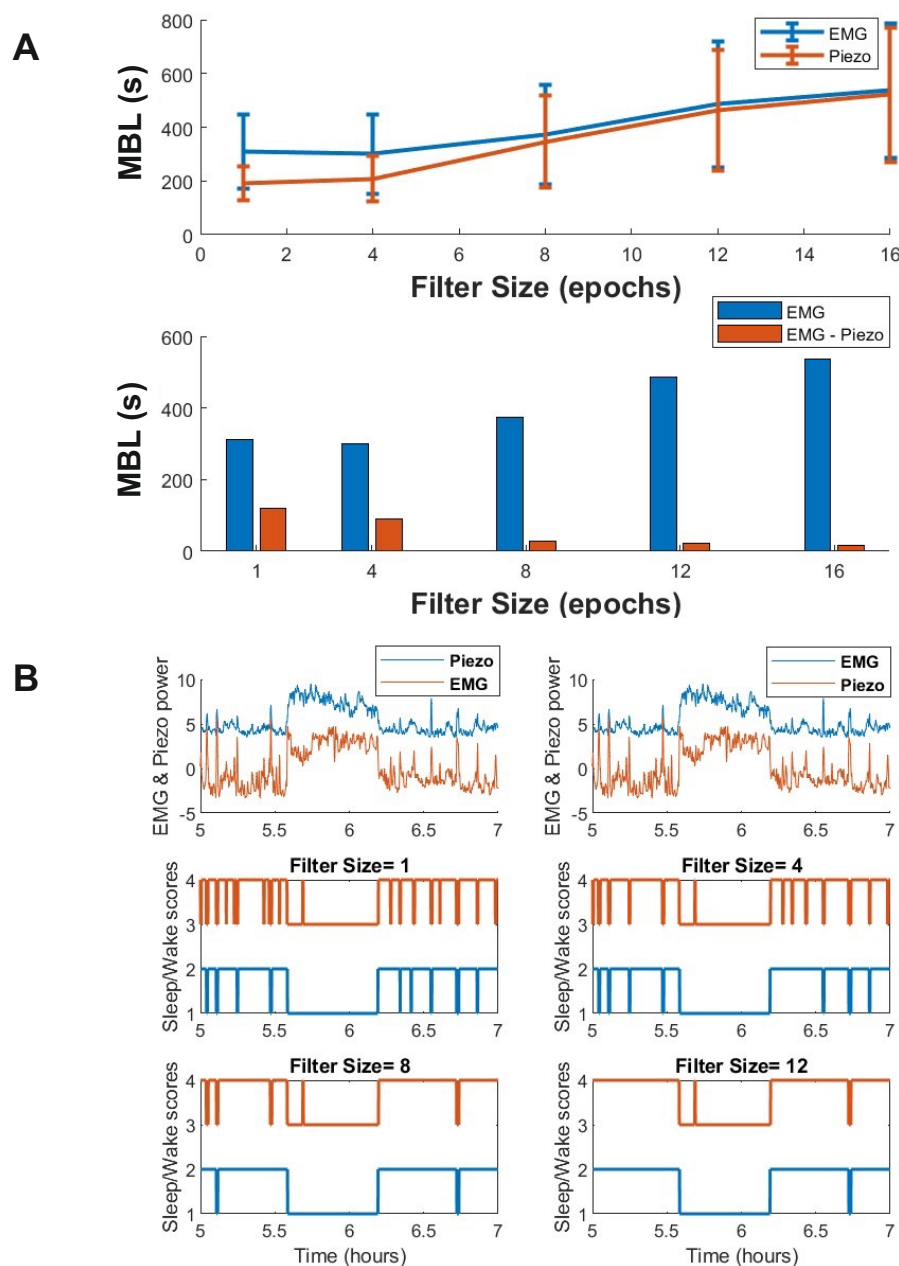 A
MBL (s)
800
600
400
200
0
EMG
Piezo
0 2 4 6 8 10 12 14 16
Filter Size (epochs)
MBL (s)
600
400
200
0
EMG
EMG - Piezo
1 4 8 12 16
Filter Size (epochs)
B
EMG & Piezo power
10
5
0
-5
Piezo
EMG
5 5.5 6 6.5 7
EMG & Piezo power
10
5
0
-5
EMG
Piezo
5 5.5 6 6.5 7
Filter Size= 1
Sleep/Wake scores
4
3
2
1
5 5.5 6 6.5 7
Filter Size= 4
Sleep/Wake scores
4
3
2
1
5 5.5 6 6.5 7
Filter Size= 8
Sleep/Wake scores
4
3
2
1
5 5.5 6 6.5 7
Time (hours)
Filter Size= 12
Sleep/Wake scores
4
3
2
1
5 5.5 6 6.5 7
Time (hours)